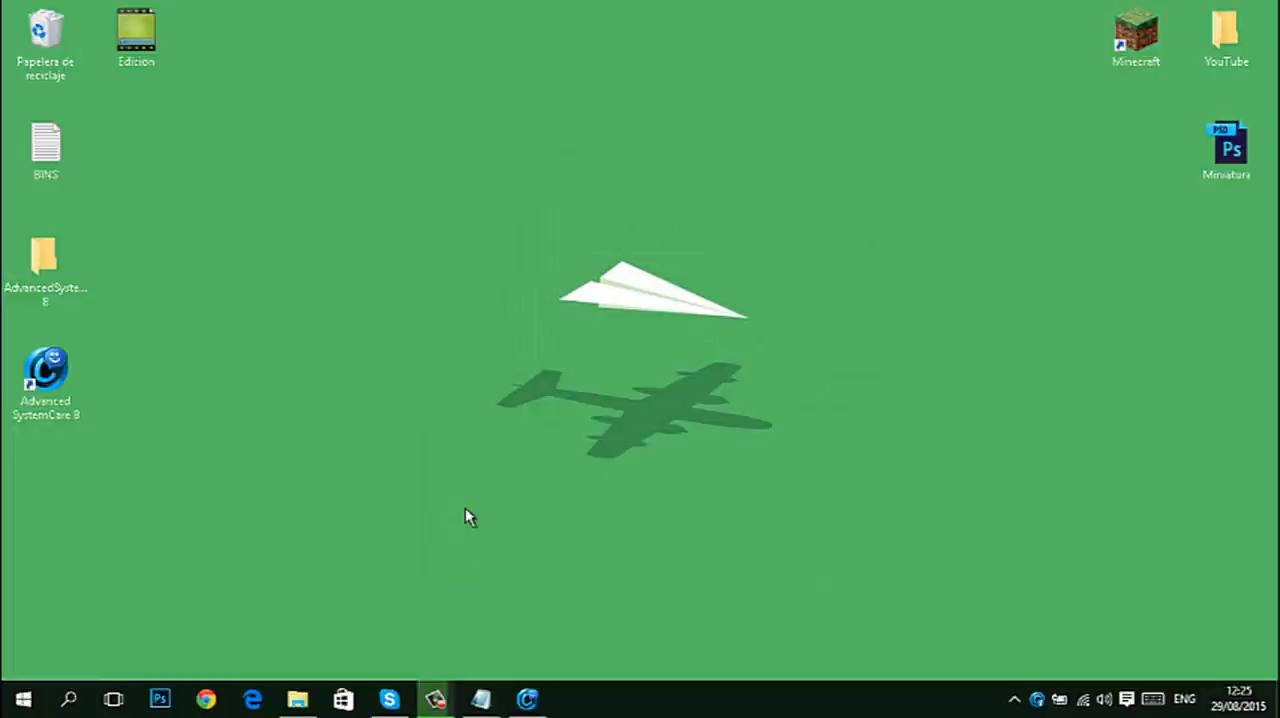 Papelera de
reciclaje
Edicion
Minecraft
YouTube
BINS
PSD
Ps
Miniatura
AdvancedSyste...
8
Advanced
SystemCare 8
Ps
ENG
12:25
29/08/2015